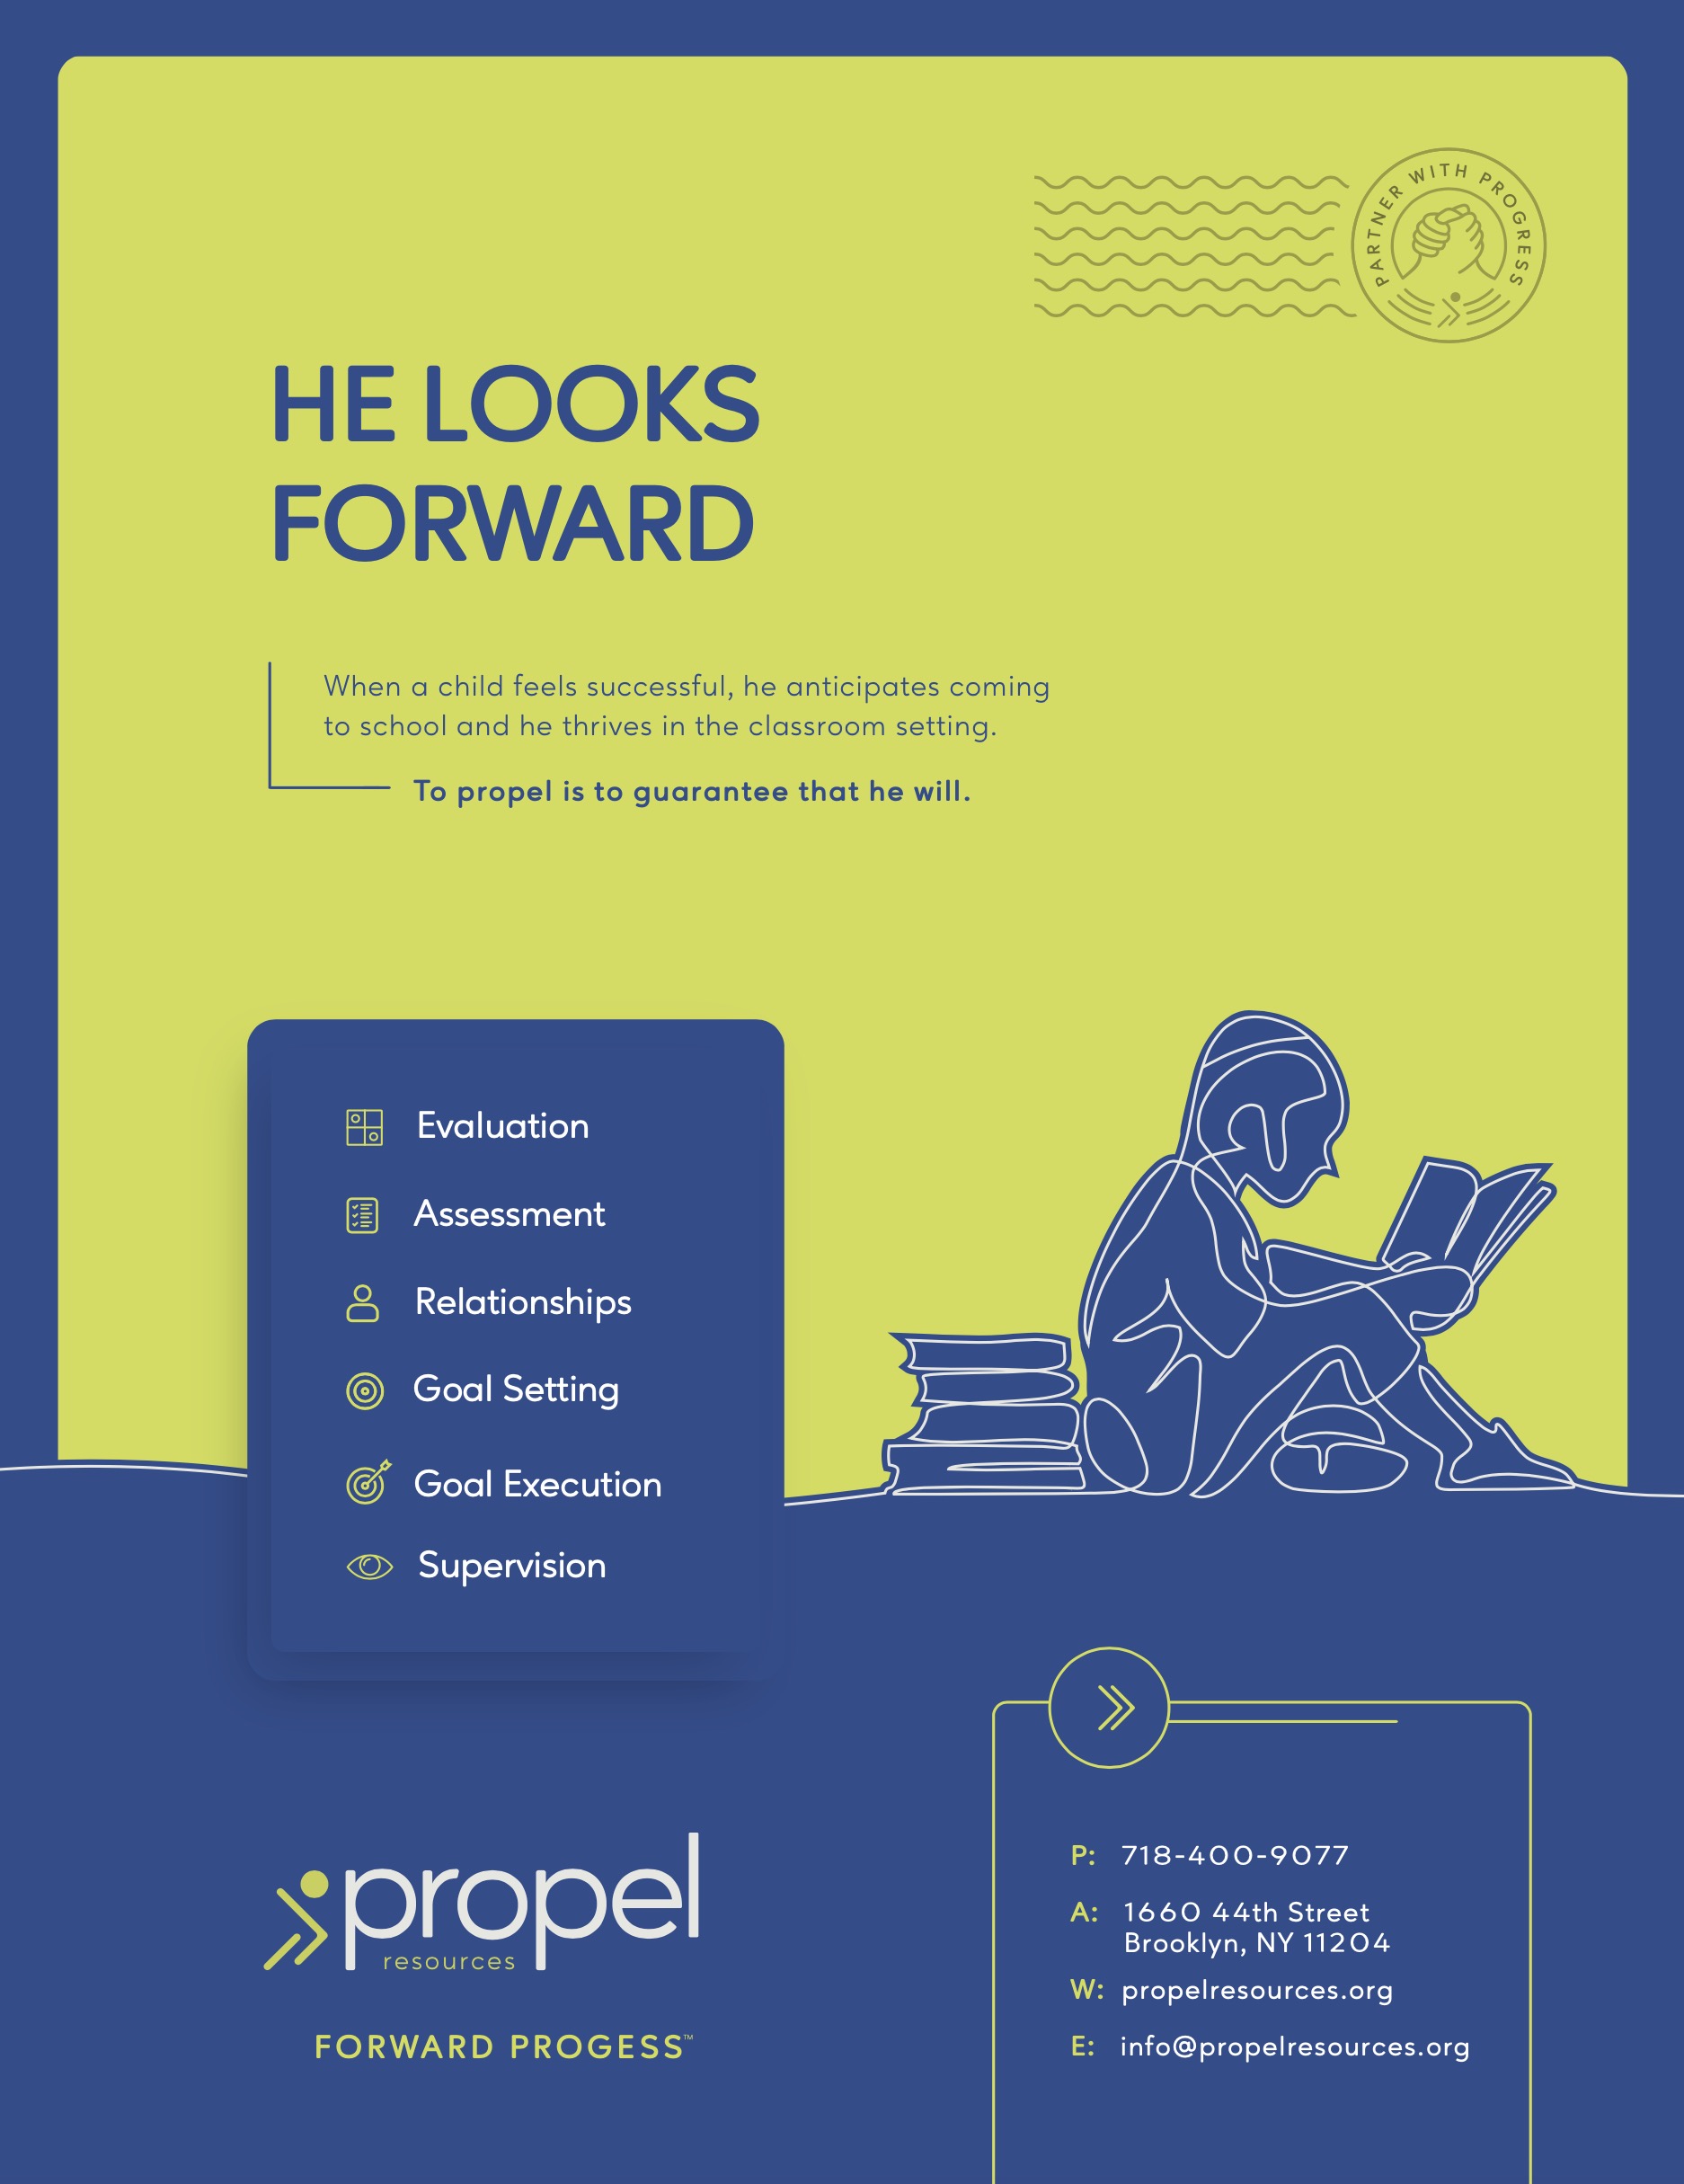 PARTNER WITH PROGRESS
HE LOOKS
FORWARD
When a child feels successful, he anticipates coming
to school and he thrives in the classroom setting.
To propel is to guarantee that he will.
Evaluation
Assessment
Relationships
Goal Setting
Goal Execution
Supervision
propel
resources
FORWARD PROGESS™
P: 718-400-9077
A: 1660 44th Street
Brooklyn, NY 11204
W: propelresources.org
E: info@propelresources.org